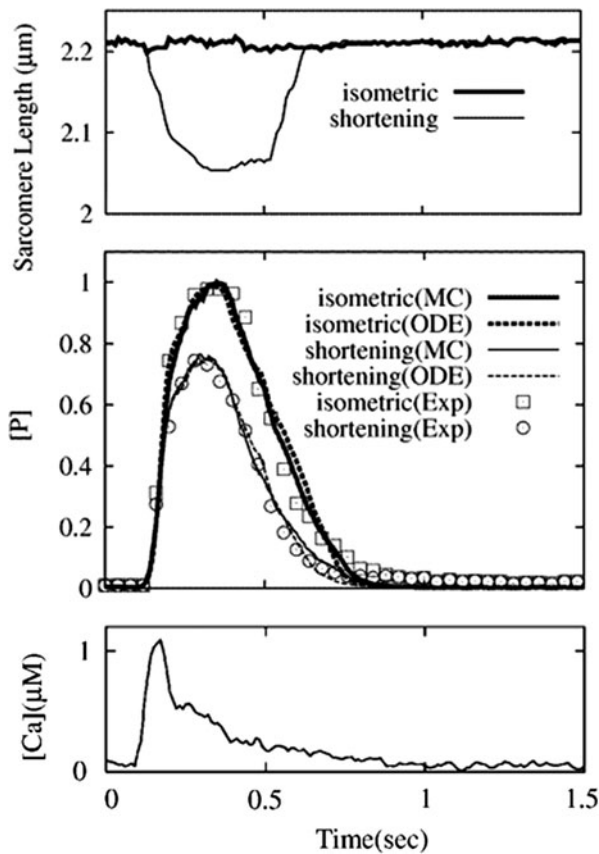 Sarcomere Length (μm)
2.2
2.1
2
isometric
shortening
[P]
1
0.8
0.6
0.4
0.2
0
isometric(MC)
isometric(ODE)
shortening(MC)
shortening(ODE)
isometric(Exp)
shortening(Exp)
[Ca](μM)
1
0
0 0.5 1 1.5
Time(sec)